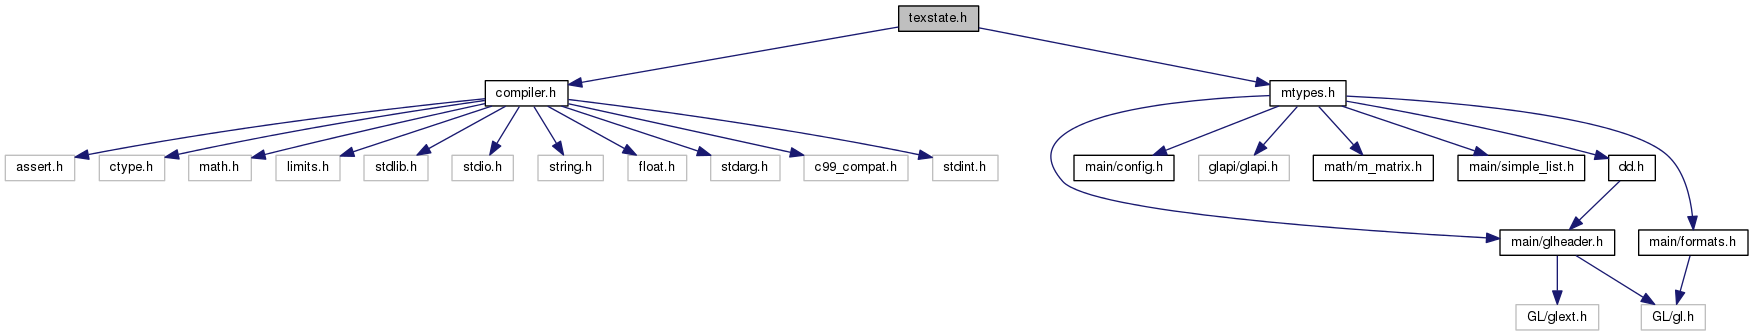 texstate.h
compiler.h
mtypes.h
assert.h
ctype.h
math.h
limits.h
stdlib.h
stdio.h
string.h
float.h
stdarg.h
c99_compat.h
stdint.h
main/config.h
glapi/glapi.h
math/m_matrix.h
main/simple_list.h
dd.h
main/glheader.h
main/formats.h
GL/glext.h
GL/gl.h